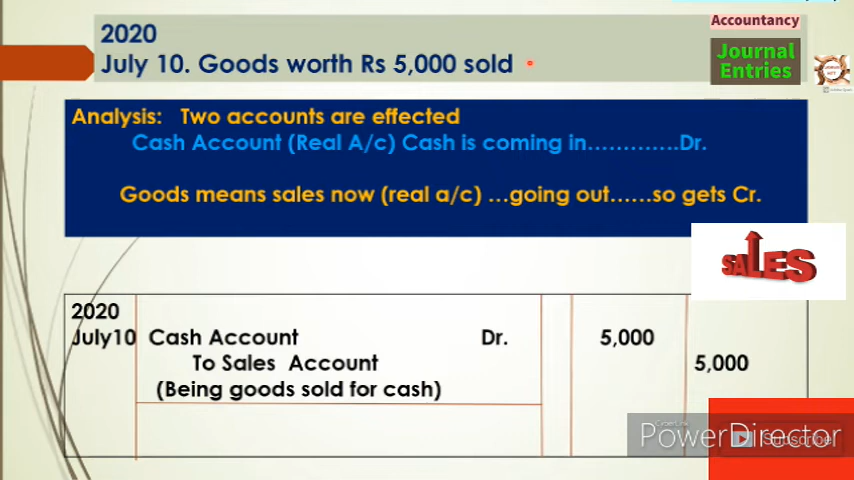 2020
Accountancy
July 10. Goods worth Rs 5,000 sold
Journal
Entries
Analysis: Two accounts are effected
Cash Account (Real A/c) Cash is coming in.............Dr.
Goods means sales now (real a/c) ...going out......so gets Cr.
SALES
2020
July10 Cash Account Dr. 5,000
To Sales Account 5,000
(Being goods sold for cash)
CyberLink
PowerDirector
Subscribe